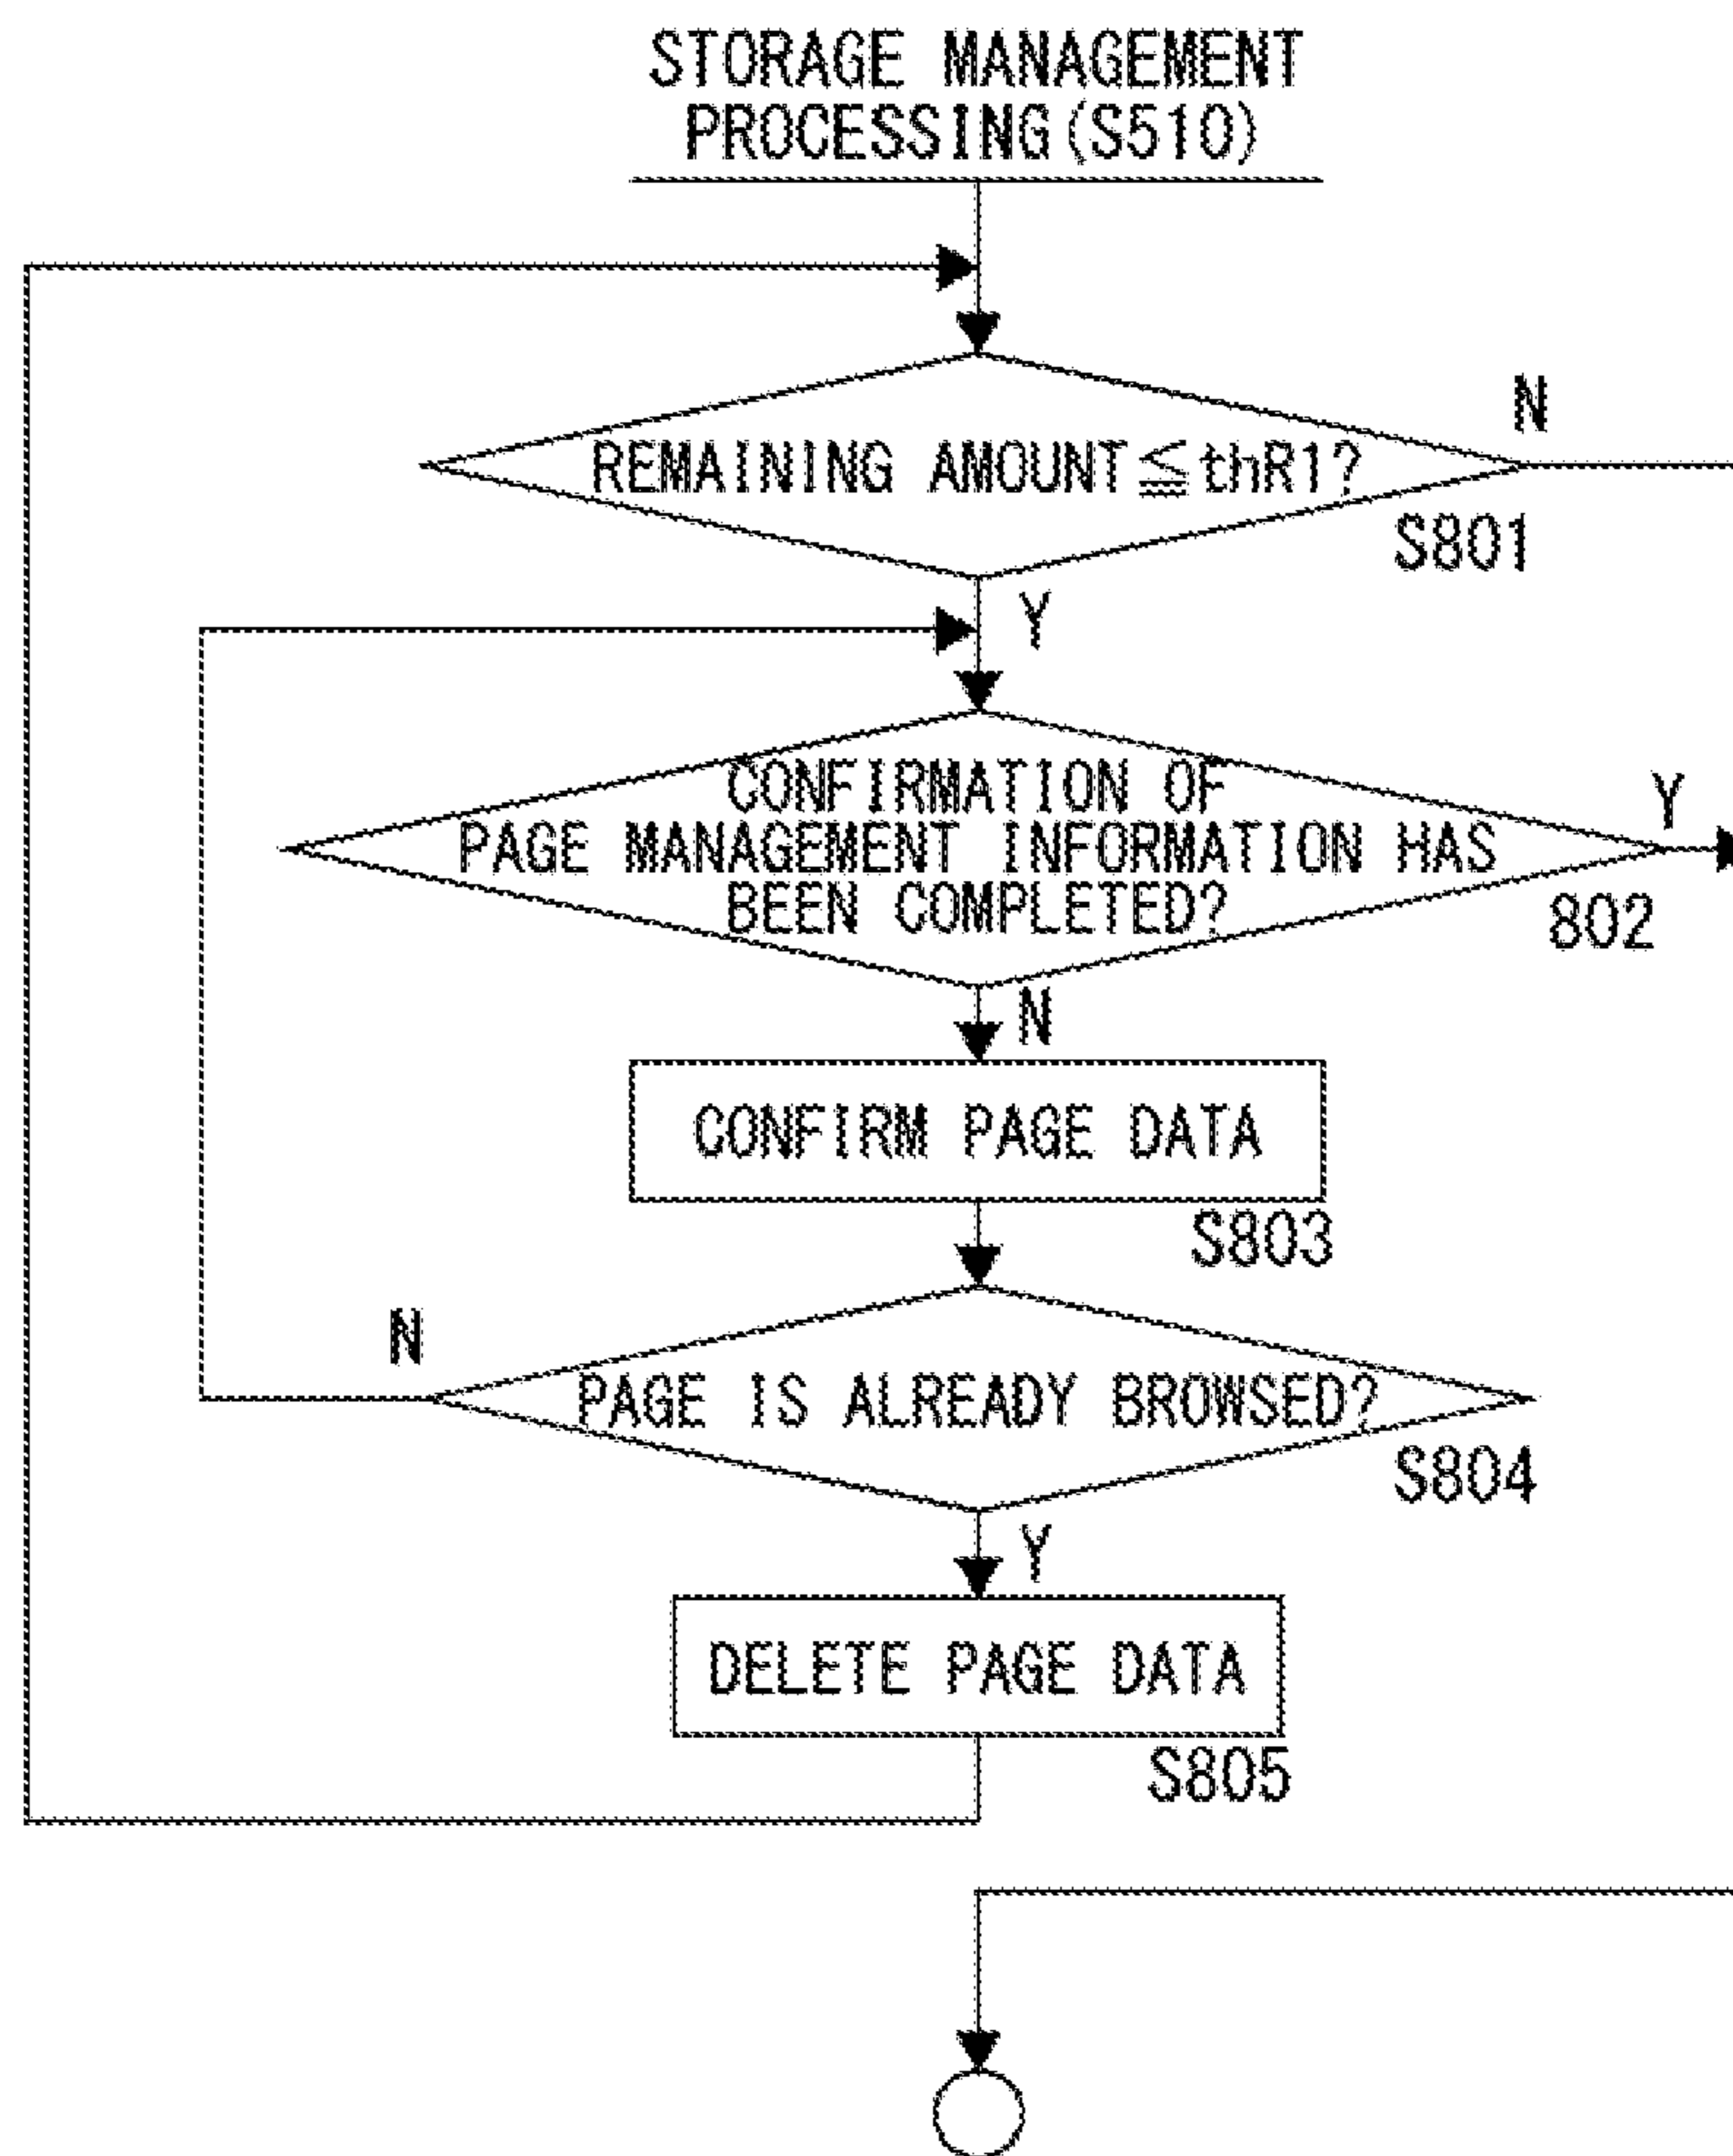 STORAGE MANAGEMENT
PROCESSING(S510)
N
REMAINING AMOUNT≦thR1?
S801
Y
CONFIRMATION OF
PAGE MANAGEMENT INFORMATION HAS
BEEN COMPLETED?
Y
802
N
CONFIRM PAGE DATA
S803
N
PAGE IS ALREADY BROWSED?
S804
Y
DELETE PAGE DATA
S805